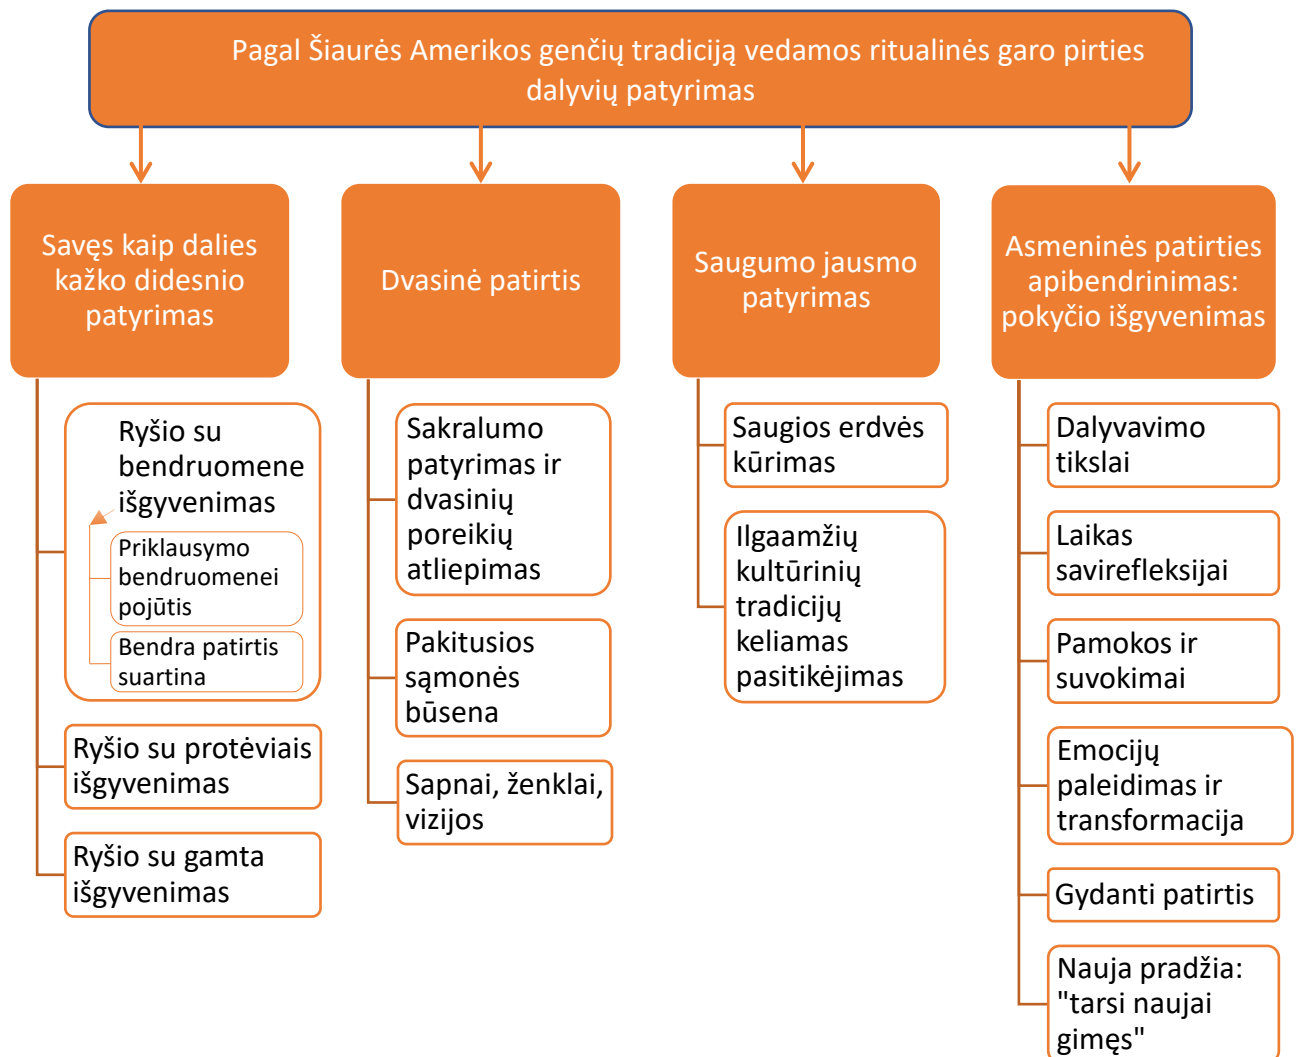 Pagal Šiaurės Amerikos genčių tradiciją vedamos ritualinės garo pirties
dalyvių patyrimas
Savęs kaip dalies
kažko didesnio
patyrimas
Ryšio su
bendruomene
išgyvenimas
Priklausymo
bendruomenei
pojūtis
Bendra patirtis
suartina
Ryšio su protėviais
išgyvenimas
Ryšio su gamta
išgyvenimas
Dvasinė patirtis
Sakralumo
patyrimas ir
dvasinių
poreikių
atliepimas
Pakitusios
sąmonės
būsena
Sapnai, ženklai,
vizijos
Saugumo jausmo
patyrimas
Saugios erdvės
kūrimas
Ilgaamžių
kultūrinių
tradicijų
keliamas
pasitikėjimas
Asmeninės patirties
apibendrinimas:
pokyčio išgyvenimas
Dalyvavimo
tikslai
Laikas
savirefleksijai
Pamokos ir
suvokimai
Emocijų
paleidimas ir
transformacija
Gydanti patirtis
Nauja pradžia:
"tarsi naujai
gimęs"